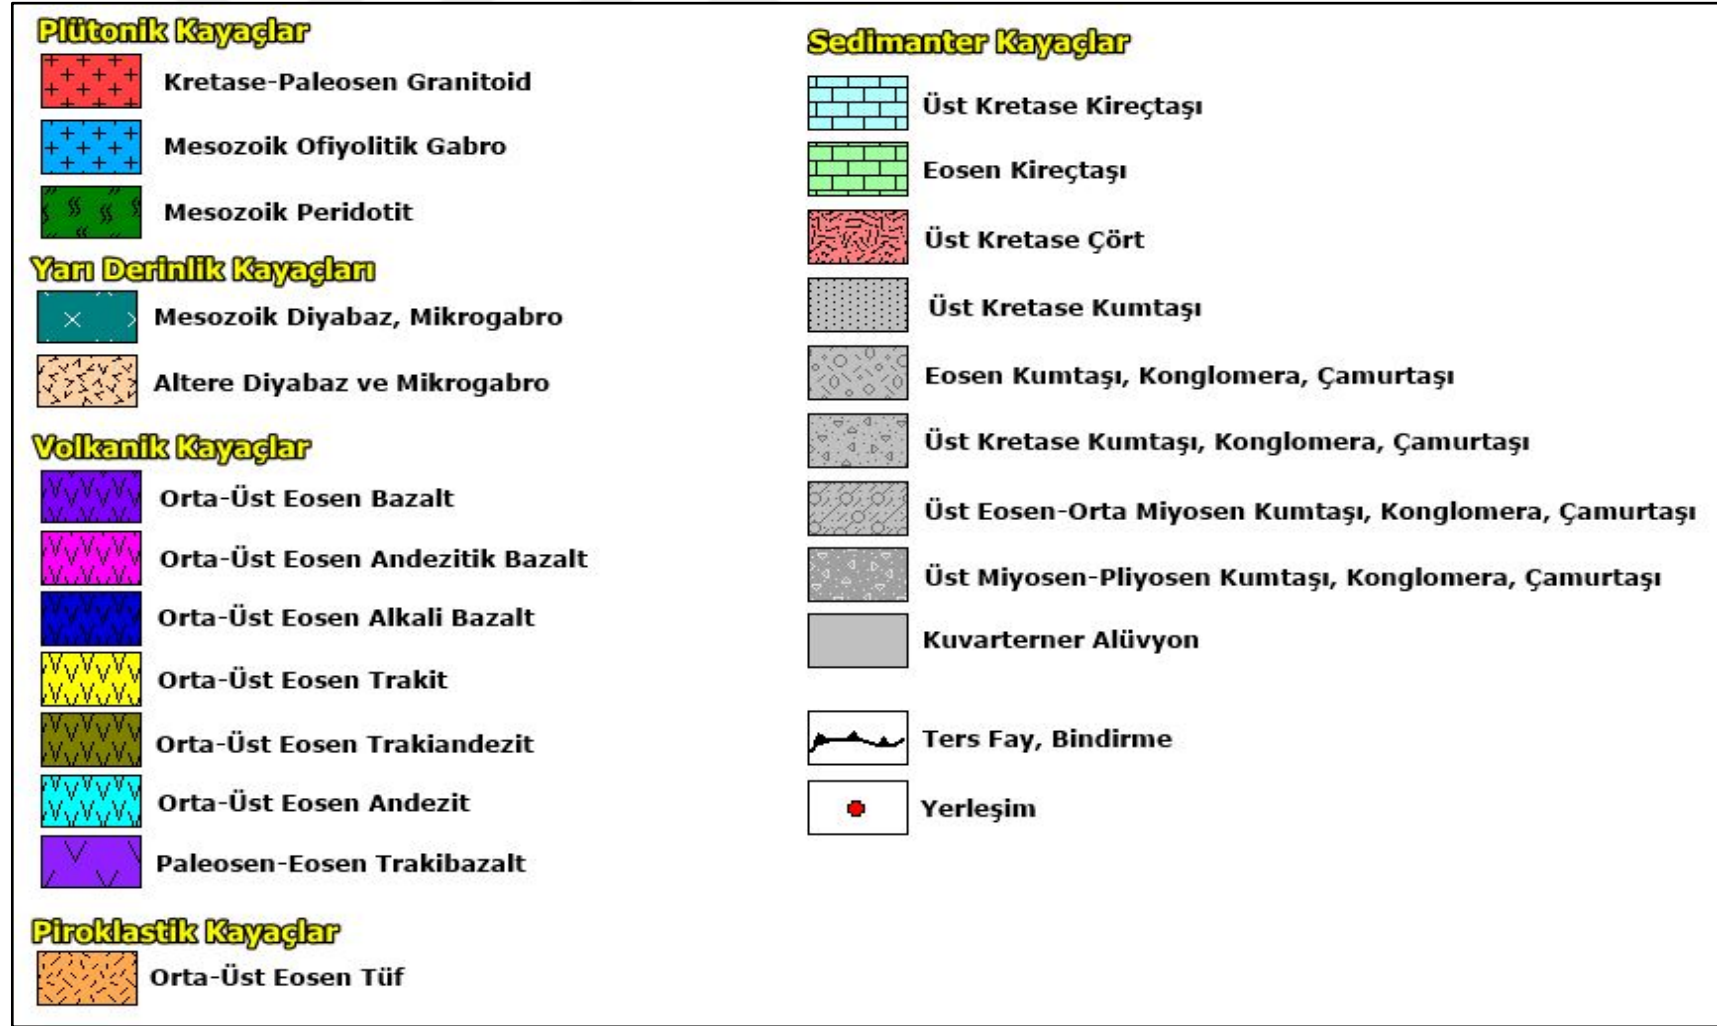 Plütonik Kayaçlar
Kretase-Paleosen Granitoid
Mesozoik Ofiyolitik Gabro
Mesozoik Peridotit
Yarı Derinlik Kayaçları
Mesozoik Diyabaz, Mikrogabro
Altere Diyabaz ve Mikrogabro
Volkanik Kayaçlar
Orta-Üst Eosen Bazalt
Orta-Üst Eosen Andezitik Bazalt
Orta-Üst Eosen Alkali Bazalt
Orta-Üst Eosen Trakit
Orta-Üst Eosen Trakiandezit
Orta-Üst Eosen Andezit
Paleosen-Eosen Trakibazalt
Piroklastik Kayaçlar
Orta-Üst Eosen Tüf
Sedimanter Kayaçlar
Üst Kretase Kireçtaşı
Eosen Kireçtaşı
Üst Kretase Çört
Üst Kretase Kumtaşı
Eosen Kumtaşı, Konglomera, Çamurtaşı
Üst Kretase Kumtaşı, Konglomera, Çamurtaşı
Üst Eosen-Orta Miyosen Kumtaşı, Konglomera, Çamurtaşı
Üst Miyosen-Pliyosen Kumtaşı, Konglomera, Çamurtaşı
Kuvarterner Alüvyon
Ters Fay, Bindirme
Yerleşim